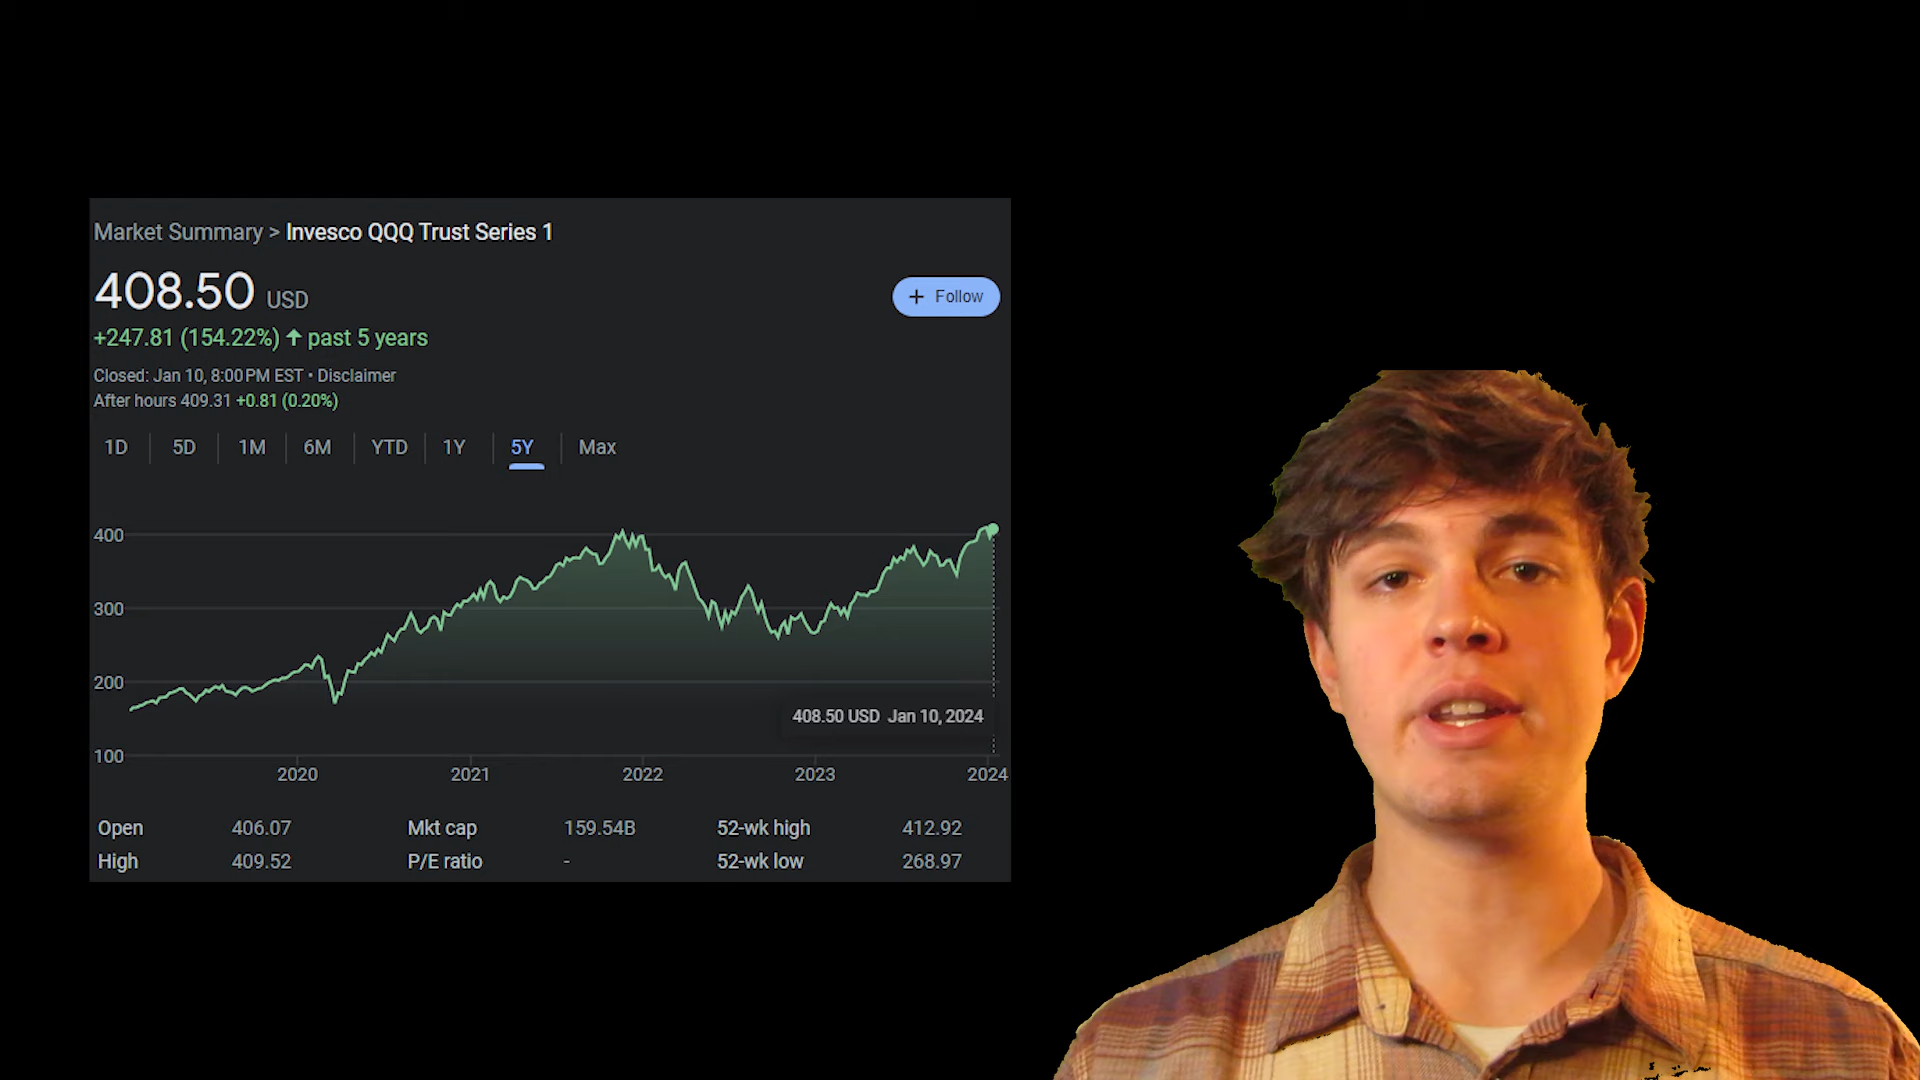 Market Summary > Invesco QQQ Trust Series 1
408.50 USD
+ Follow
+247.81 (154.22%) ↑ past 5 years
Closed: Jan 10, 8:00 PM EST • Disclaimer
After hours 409.31 +0.81 (0.20%)
1D 5D 1M 6M YTD 1Y 5Y Max
400
300
200
408.50 USD Jan 10, 2024
100
2020 2021 2022 2023 2024
Open 406.07 Mkt cap 159.54B 52-wk high 412.92
High 409.52 P/E ratio - 52-wk low 268.97